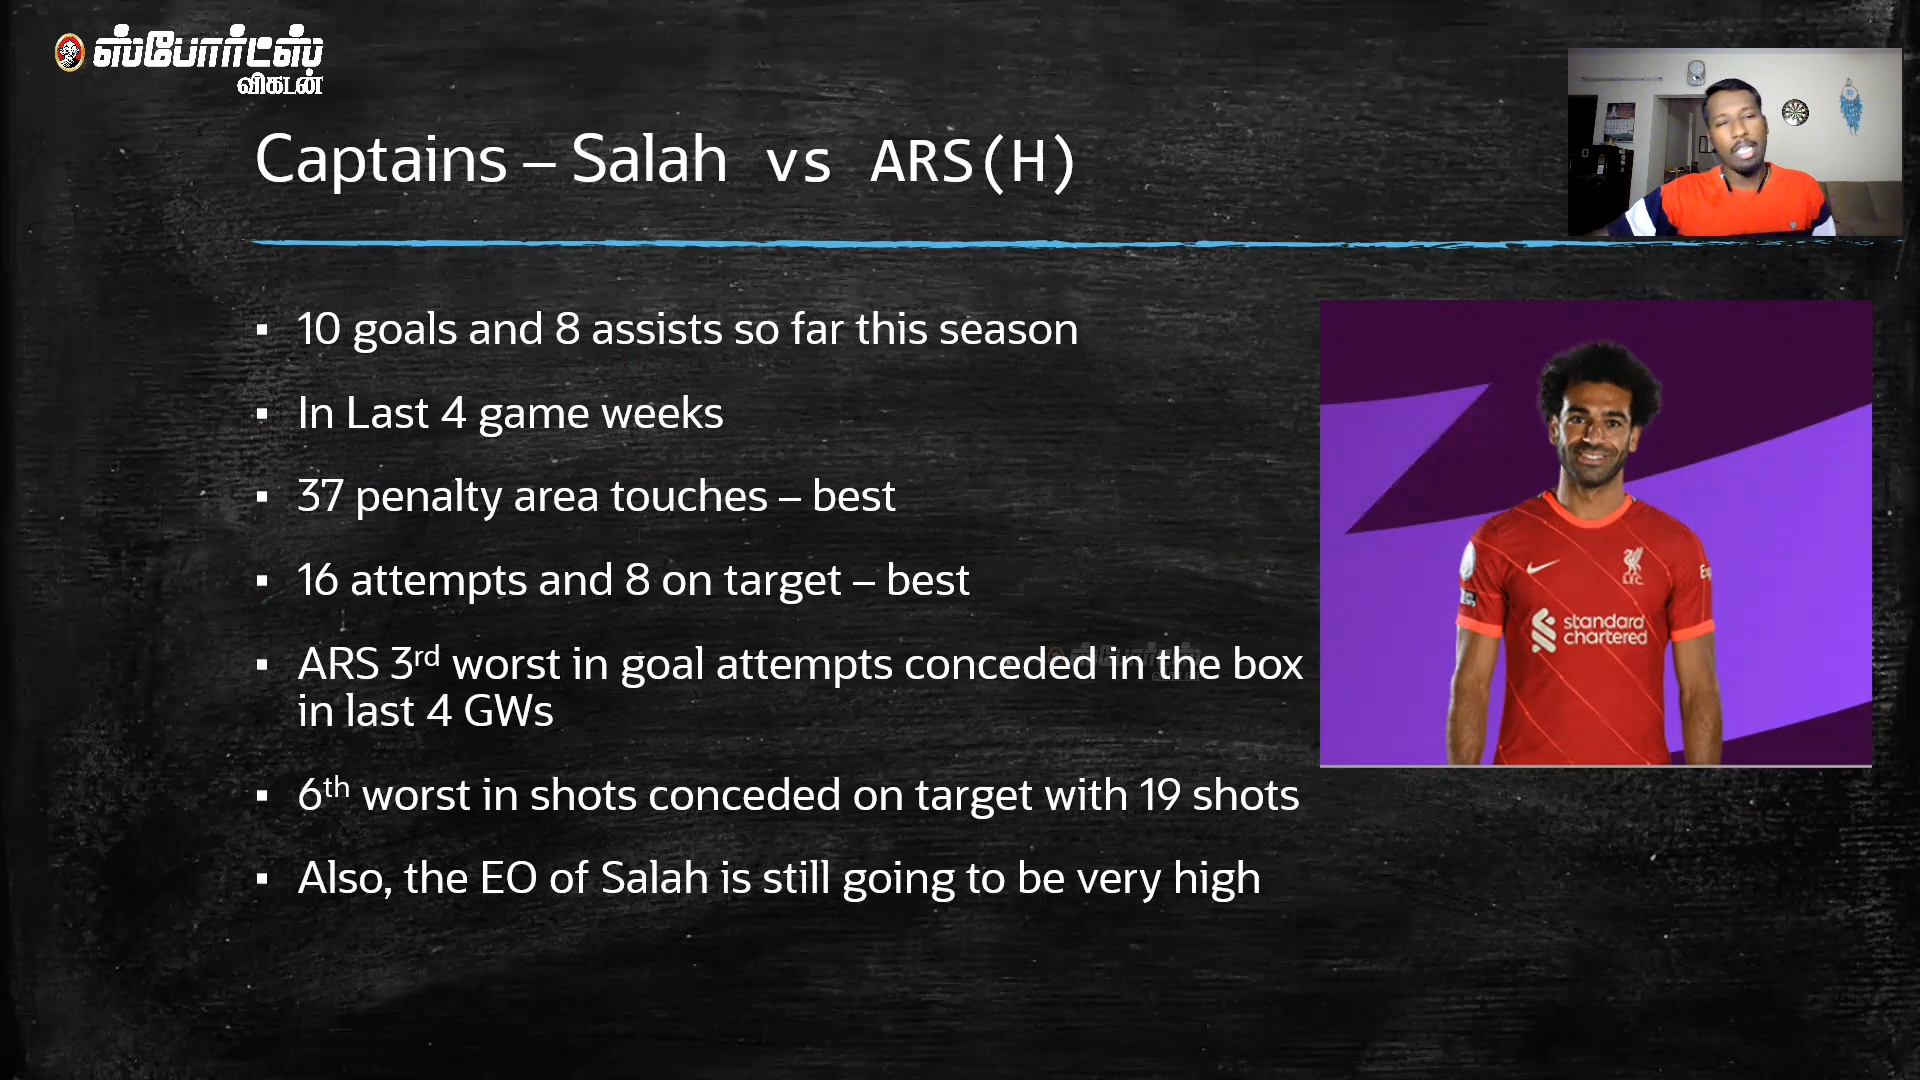 ஸ்போர்ட்ஸ்
விகடன்
Captains – Salah vs ARS(H)
▪ 10 goals and 8 assists so far this season
▪ In Last 4 game weeks
▪ 37 penalty area touches – best
▪ 16 attempts and 8 on target – best
▪ ARS 3rd worst in goal attempts conceded in the box
in last 4 GWs
▪ 6th worst in shots conceded on target with 19 shots
▪ Also, the EO of Salah is still going to be very high
L.F.C.
standard
chartered
ஸ்போர்ட்ஸ்
விகடன்